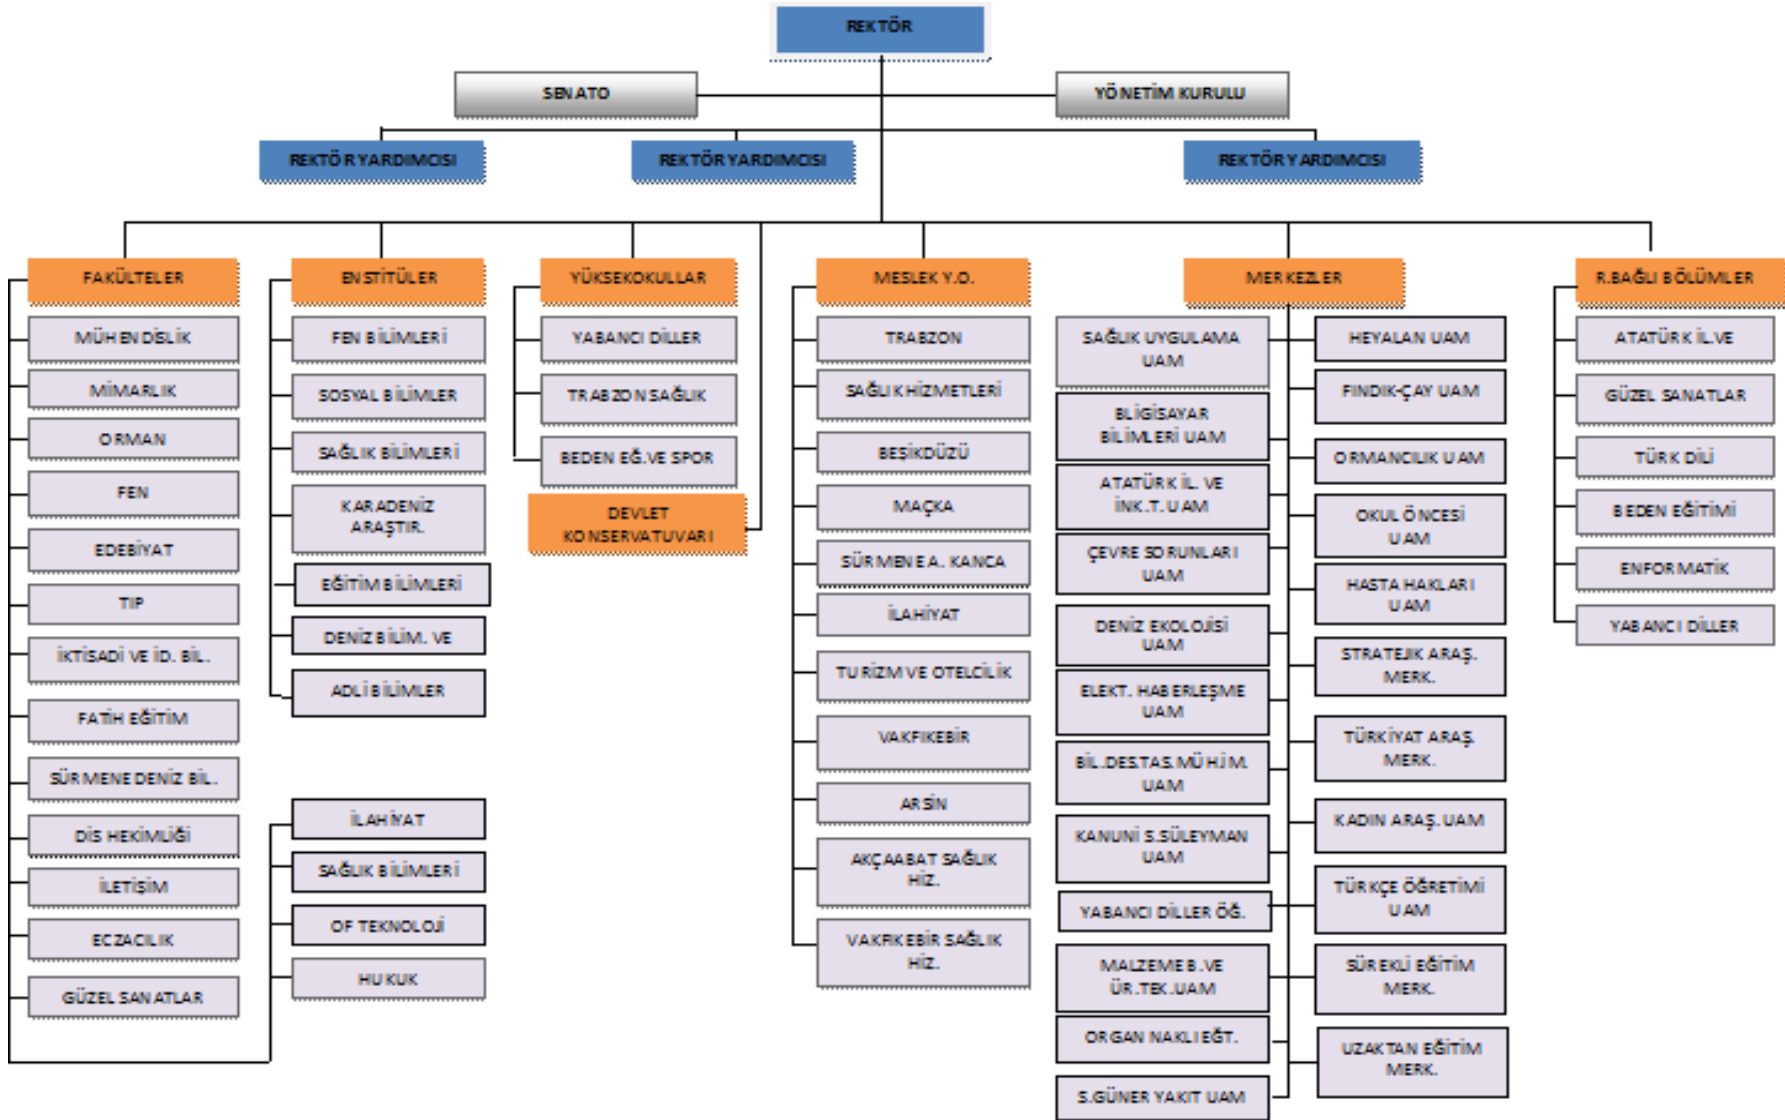 REKTÖR
SENATO
YÖNETİM KURULU
REKTÖR YARDIMCISI
REKTÖR YARDIMCISI
REKTÖR YARDIMCISI
FAKÜLTELER
MÜHENDİSLİK
MİMARLIK
ORMAN
FEN
EDEBİYAT
TIP
İKTİSADİ VE İD. BİL.
FATİH EĞİTİM
SÜRMENE DENİZ BİL.
DİS HEKİMLİĞİ
İLETİŞİM
ECZACILIK
GÜZEL SANATLAR
İLAHİYAT
SAĞLIK BİLİMLERİ
OF TEKNOLOJİ
HUKUK
ENSTİTÜLER
FEN BİLİMLERİ
SOSYAL BİLİMLER
SAĞLIK BİLİMLERİ
KARADENİZ
ARAŞTIR.
EĞİTİM BİLİMLERİ
DENİZ BİLİM. VE
ADLİ BİLİMLER
YÜKSEKOKULLAR
YABANCI DİLLER
TRABZON SAĞLIK
BEDEN EĞ.VE SPOR
DEVLET
KONSERVATUVARI
MESLEK Y.O.
TRABZON
SAĞLIK HİZMETLERİ
BEŞİKDÜZÜ
MAÇKA
SÜRMENE A. KANCA
İLAHİYAT
TURİZM VE OTELCİLİK
VAKFIKEBİR
ARSİN
AKÇAABAT SAĞLIK
HİZ.
VAKFIKEBİR SAĞLIK
HİZ.
MERKEZLER
SAĞLIK UYGULAMA
UAM
BLİGİSAYAR
BİLİMLERİ UAM
ATATÜRK İL. VE
İNK.T. UAM
ÇEVRE SORUNLARI
UAM
DENİZ EKOLOJİSİ
UAM
ELEKT. HABERLEŞME
UAM
BİL.DES.TAS.MÜH.İM.
UAM
KANUNİ S.SÜLEYMAN
UAM
YABANCI DİLLER ÖĞ.
MALZEME B.VE
ÜR.TEK.UAM
ORGAN NAKLI EĞT.
S.GÜNER YAKIT UAM
HEYALAN UAM
FINDIK-ÇAY UAM
ORMANCILIK UAM
OKUL ÖNCESİ
UAM
HASTA HAKLARI
UAM
STRATEJIK ARAŞ.
MERK.
TÜRKİYAT ARAŞ.
MERK.
KADIN ARAŞ. UAM
TÜRKÇE ÖĞRETİMİ
UAM
SÜREKLİ EĞİTİM
MERK.
UZAKTAN EĞİTİM
MERK.
R.BAĞLI BÖLÜMLER
ATATÜRK İL.VE
GÜZEL SANATLAR
TÜRK DİLİ
BEDEN EĞİTİMİ
ENFORMATİK
YABANCI DİLLER